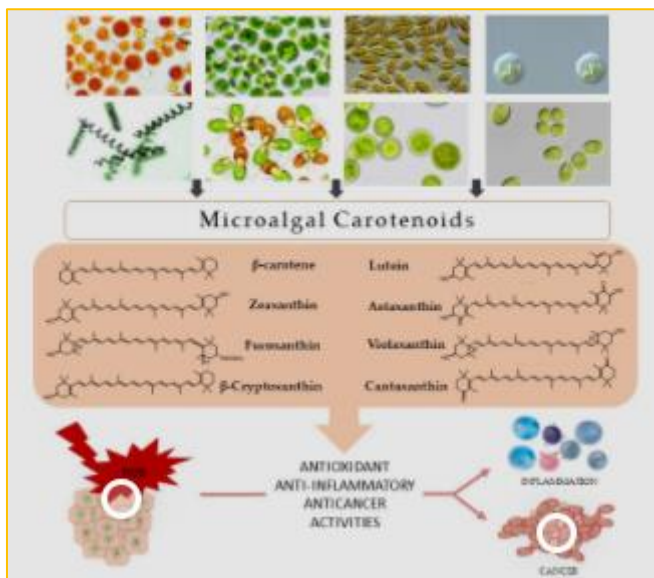 Microalgal Carotenoids
β-carotene
Lutein
Zeaxanthin
Astaxanthin
Fucoxanthin
Violaxanthin
β-Cryptoxanthin
Cantaxanthin
ANTIOXIDANT
ANTI-INFLAMMATORY
ANTICANCER
ACTIVITIES
INFLAMMATION
CANCER